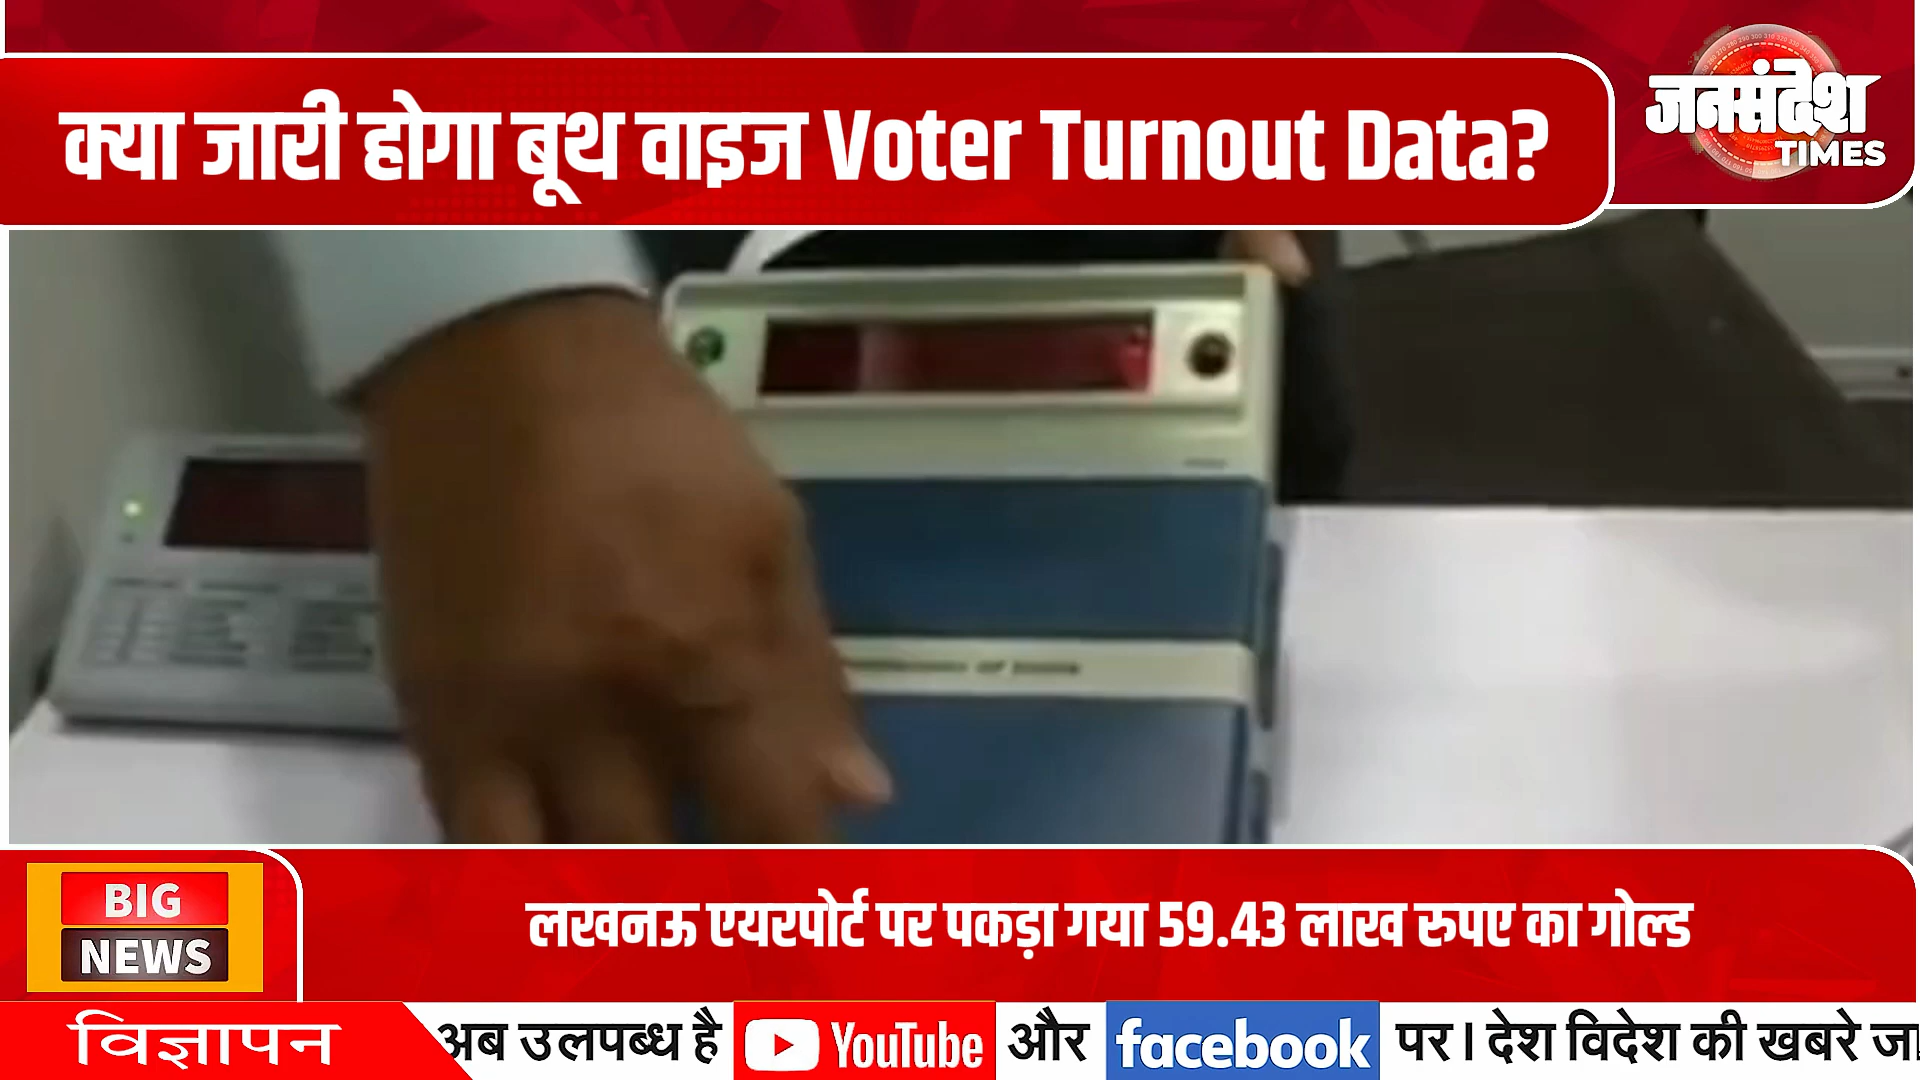 क्या जारी होगा बूथ वाइज Voter Turnout Data?
जनसंदेश
TIMES
BIG
NEWS
लखनऊ एयरपोर्ट पर पकड़ा गया 59.43 लाख रुपए का गोल्ड
विज्ञापन
अब उलपब्ध है YouTube और facebook पर । देश विदेश की खबरे जा